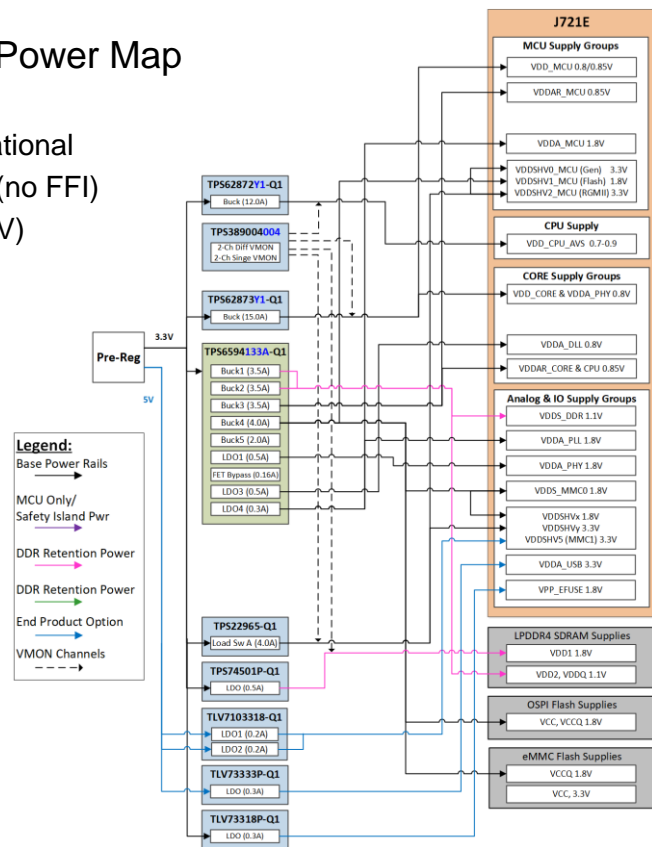 Power Map
ational
(no FFI)
V)
Pre-Reg
3.3V
5V
Legend:
Base Power Rails
MCU Only/
Safety Island Pwr
DDR Retention Power
DDR Retention Power
End Product Option
VMON Channels
TPS62872Y1-Q1
Buck (12.0A)
TPS389004004
2-Ch Diff VMON
2-Ch Singe VMON
TPS62873Y1-Q1
Buck (15.0A)
TPS6594133A-Q1
Buck1 (3.5A)
Buck2 (3.5A)
Buck3 (3.5A)
Buck4 (4.0A)
Buck5 (2.0A)
LDO1 (0.5A)
FET Bypass (0.16A)
LDO3 (0.5A)
LDO4 (0.3A)
TPS22965-Q1
Load Sw A (4.0A)
TPS74501P-Q1
LDO (0.5A)
TLV7103318-Q1
LDO1 (0.2A)
LDO2 (0.2A)
TLV73333P-Q1
LDO (0.3A)
TLV73318P-Q1
LDO (0.3A)
J721E
MCU Supply Groups
VDD_MCU 0.8/0.85V
VDDAR_MCU 0.85V
VDDA_MCU 1.8V
VDDSHV0_MCU (Gen) 3.3V
VDDSHV1_MCU (Flash) 1.8V
VDDSHV2_MCU (RGMII) 3.3V
CPU Supply
VDD_CPU_AVS 0.7-0.9
CORE Supply Groups
VDD_CORE & VDDA_PHY 0.8V
VDDA_DLL 0.8V
VDDAR_CORE & CPU 0.85V
Analog & IO Supply Groups
VDDS_DDR 1.1V
VDDA_PLL 1.8V
VDDA_PHY 1.8V
VDDS_MMC0 1.8V
VDDSHVx 1.8V
VDDSHVy 3.3V
VDDSHV5 (MMC1) 3.3V
VDDA_USB 3.3V
VPP_EFUSE 1.8V
LPDDR4 SDRAM Supplies
VDD1 1.8V
VDD2, VDDQ 1.1V
OSPI Flash Supplies
VCC, VCCQ 1.8V
eMMC Flash Supplies
VCCQ 1.8V
VCC, 3.3V